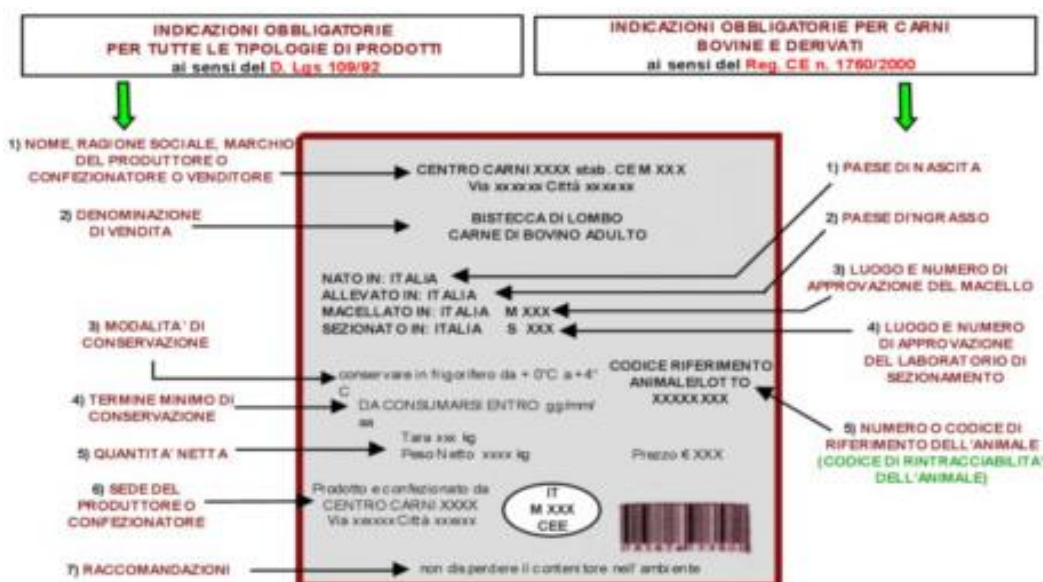 INDICAZIONI OBBLIGATORIE
PER TUTTE LE TIPOLOGIE DI PRODOTTI
ai sensi del D. Lgs 109/92
INDICAZIONI OBBLIGATORIE PER CARNI
BOVINE E DERIVATI
ai sensi del Reg. CE n. 1760/2000
1) NOME, RAGIONE SOCIALE, MARCHIO
DEL PRODUTTORE O
CONFEZIONATORE O VENDITORE
2) DENOMINAZIONE
DI VENDITA
3) MODALITA' DI
CONSERVAZIONE
4) TERMINE MINIMO DI
CONSERVAZIONE
5) QUANTITA' NETTA
6) SEDE DEL
PRODUTTORE O
CONFEZIONATORE
7) RACCOMANDAZIONI
CENTRO CARNI XXXX stab. CE M XXX
Via xxxxxx Città xxxxxx
BISTECCA DI LOMBO
CARNE DI BOVINO ADULTO
NATO IN: ITALIA
ALLEVATO IN: ITALIA
MACELLATO IN: ITALIA M XXX
SEZIONATO IN: ITALIA S XXX
CODICE RIFERIMENTO
ANIMALE/LOTTO
XXXXX XXX
conservare in frigorifero da + 0°C a +4°
C
DA CONSUMARSI ENTRO gg/mm/
aa
Tara xxx kg
Peso Netto xxxx kg
Prezzo € XXX
Prodotto e confezionato da
CENTRO CARNI XXXX
Via xxxxxx Città xxxxxx
IT
M XXX
CEE
non disperdere il contenitore nell'ambiente
1) PAESE DI NASCITA
2) PAESE D'INGRASSO
3) LUOGO E NUMERO DI
APPROVAZIONE DEL MACELLO
4) LUOGO E NUMERO
DI APPROVAZIONE
DEL LABORATORIO DI
SEZIONAMENTO
5) NUMERO O CODICE DI
RIFERIMENTO DELL'ANIMALE
(CODICE DI RINTRACCIABILITA'
DELL'ANIMALE)